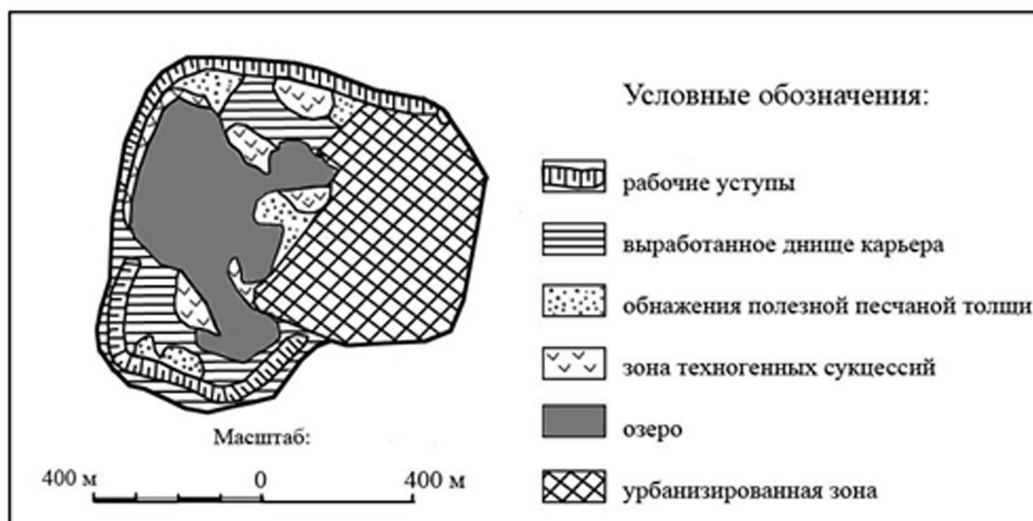 Условные обозначения:
рабочие уступы
выработанное днище карьера
обнажения полезной песчаной толщи
зона техногенных сукцессий
озеро
урбанизированная зона
Масштаб:
400 м 0 400 м